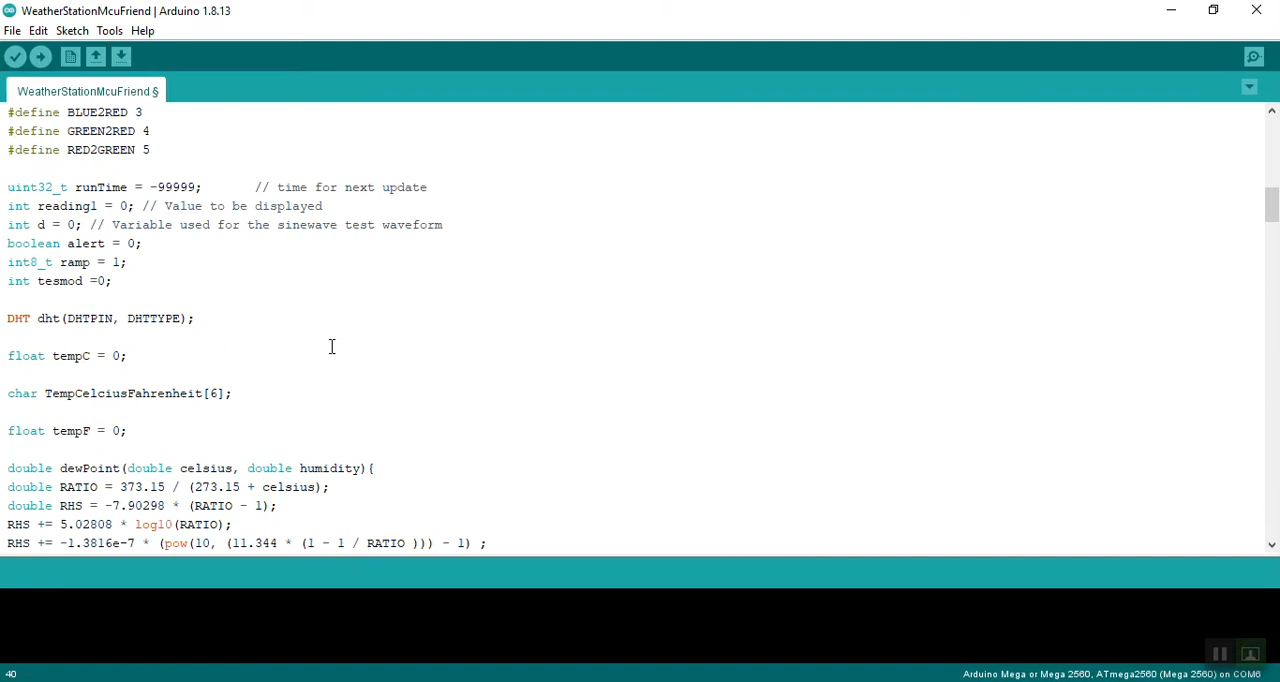 WeatherStationMcuFriend | Arduino 1.8.13
File Edit Sketch Tools Help
WeatherStationMcuFriend §
#define BLUE2RED 3
#define GREEN2RED 4
#define RED2GREEN 5
uint32_t runTime = -99999; // time for next update
int reading1 = 0; // Value to be displayed
int d = 0; // Variable used for the sinewave test waveform
boolean alert = 0;
int8_t ramp = 1;
int tesmod =0;
DHT dht(DHTPIN, DHTTYPE);
float tempC = 0;
char TempCelciusFahrenheit[6];
float tempF = 0;
double dewPoint(double celsius, double humidity){
double RATIO = 373.15 / (273.15 + celsius);
double RHS = -7.90298 * (RATIO - 1);
RHS += 5.02808 * log10(RATIO);
RHS += -1.3816e-7 * (pow(10, (11.344 * (1 - 1 / RATIO ))) - 1) ;
40 Arduino Mega or Mega 2560, ATmega2560 (Mega 2560) on COM6